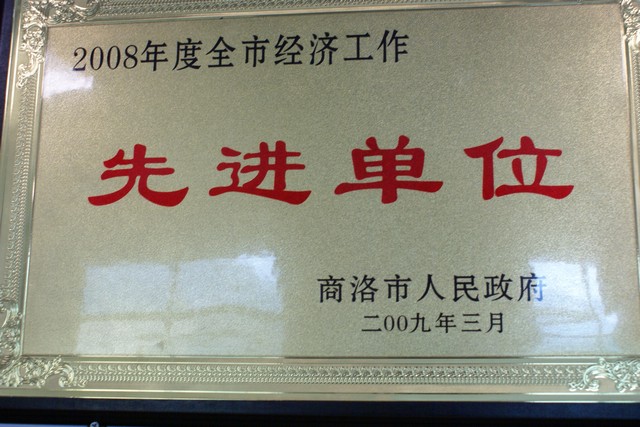 2008年度全市经济工作
先进单位
商洛市人民政府
二00九年三月